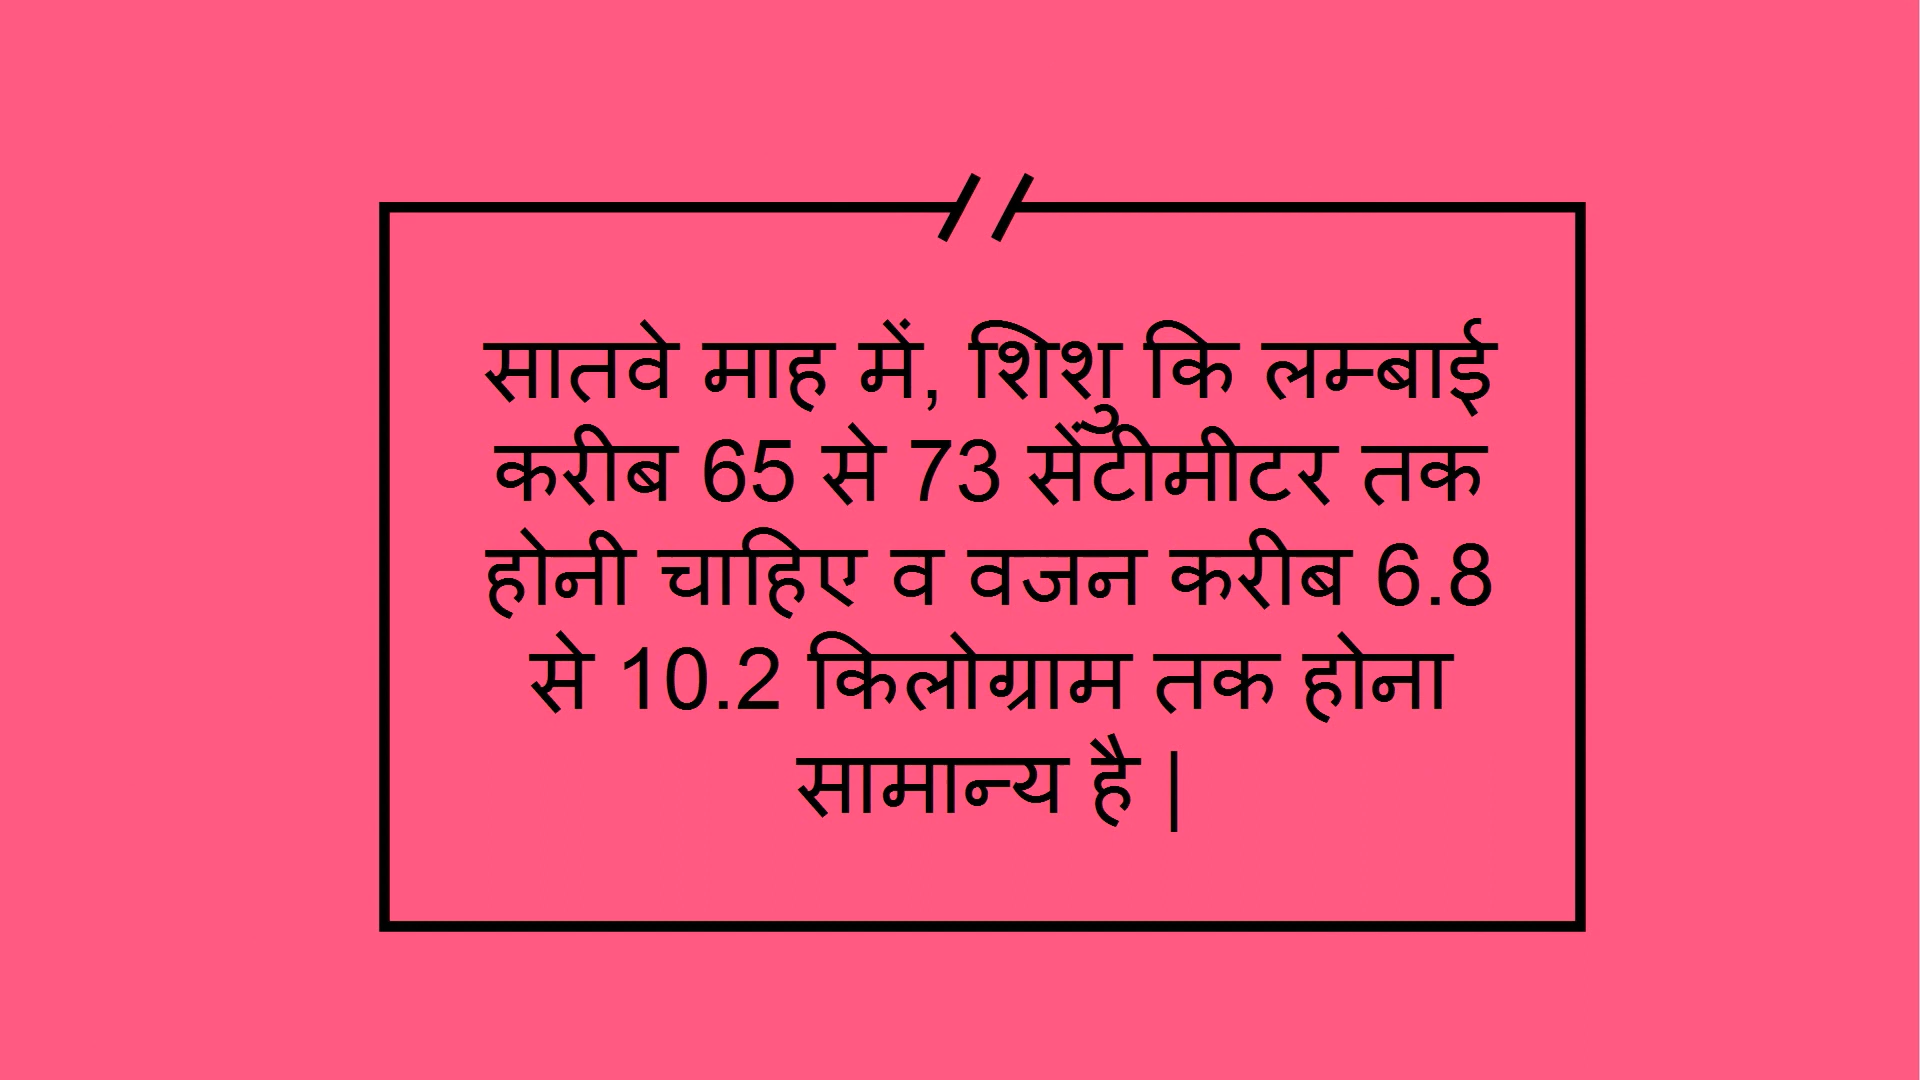 सातवे माह में, शिशु कि लम्बाई
करीब 65 से 73 सेंटीमीटर तक
होनी चाहिए व वजन करीब 6.8
से 10.2 किलोग्राम तक होना
सामान्य है |